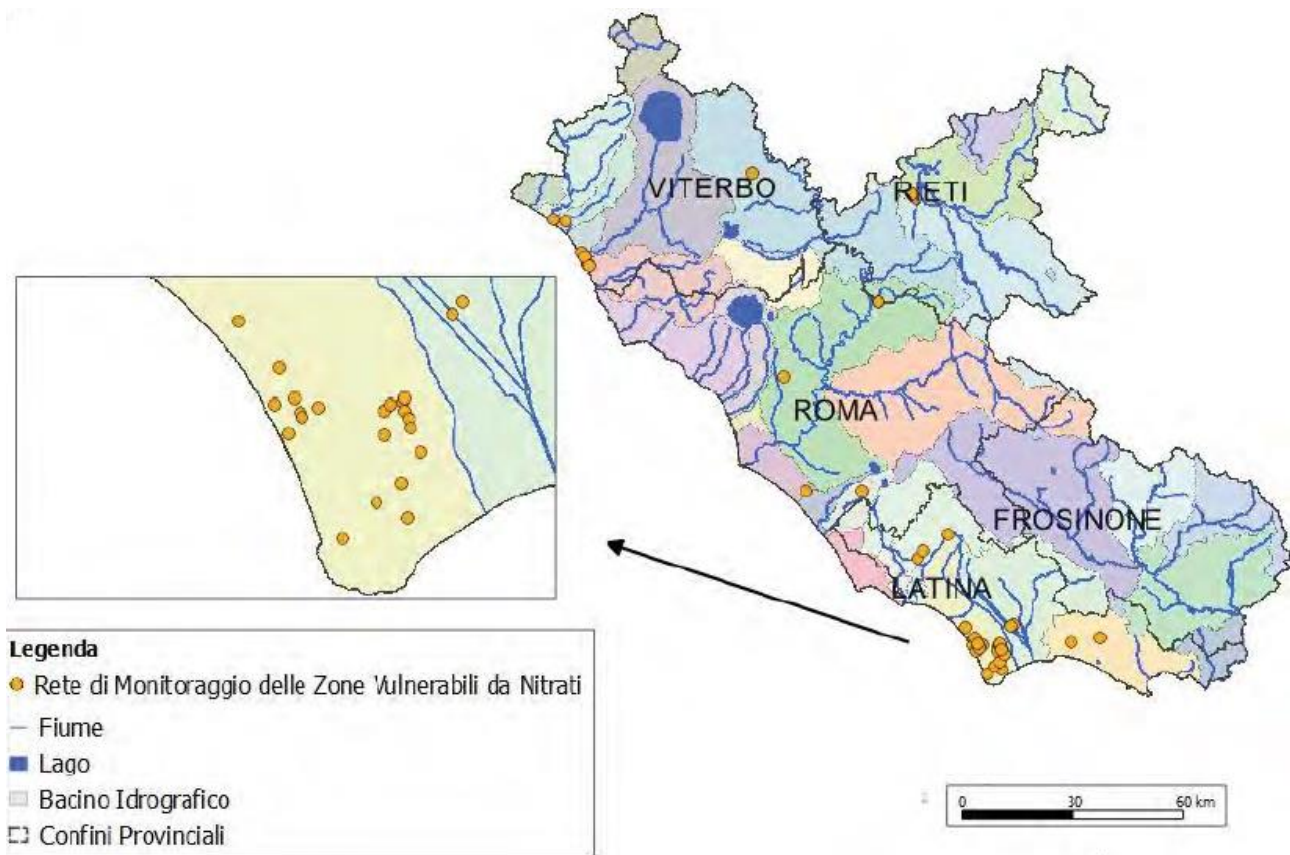 VITERBO
RIETI
ROMA
FROSINONE
LATINA
Legenda
Rete di Monitoraggio delle Zone Vulnerabili da Nitrati
Fiume
Lago
Bacino Idrografico
Confini Provinciali
0 30 60 km